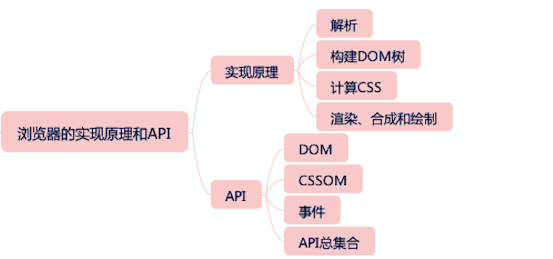 浏览器的实现原理和API
实现原理
解析
构建DOM树
计算CSS
渲染、合成和绘制
API
DOM
CSSOM
事件
API总集合